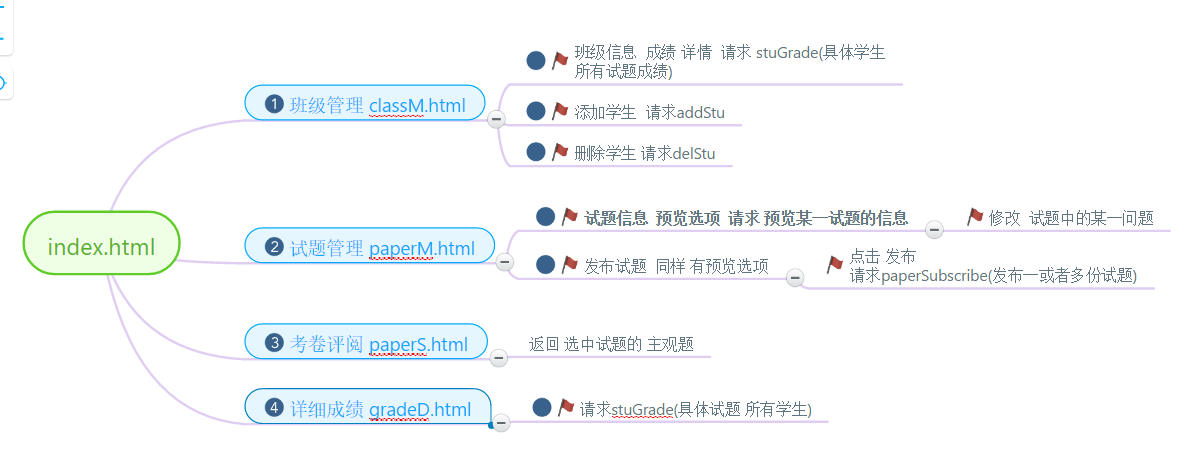 index.html
1 班级管理 classM.html
班级信息 成绩 详情 请求 stuGrade(具体学生
所有试题成绩)
添加学生 请求addStu
删除学生 请求delStu
2 试题管理 paperM.html
试题信息 预览选项 请求 预览某一试题的信息
修改 试题中的某一问题
发布试题 同样 有预览选项
点击 发布
请求paperSubscribe(发布一或者多份试题)
3 考卷评阅 paperS.html
返回 选中试题的 主观题
4 详细成绩 gradeD.html
请求stuGrade(具体试题 所有学生)